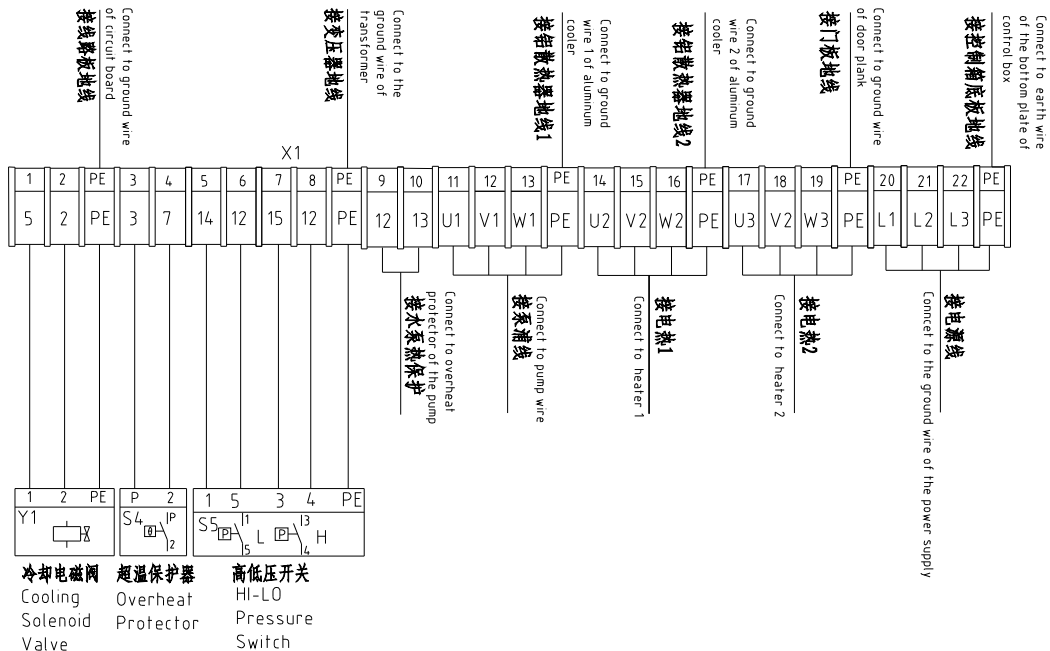 接线路板地线
Connect to ground wire
of circuit board
接变压器地线
Connect to the
ground wire of
transformer
接铝散热器地线1
Connect to ground
wire 1 of aluminum
cooler
接铝散热器地线2
Connect to ground
wire 2 of aluminum
cooler
接门板地线
Connect to ground wire
of door plank
接控制箱底板地线
Connect to earth wire
of the bottom plate of
control box
X1
1 2 PE 3 4 5 6 7 8 PE 9 10 11 12 13 PE 14 15 16 PE 17 18 19 PE 20 21 22 PE
5 2 PE 3 7 14 12 15 12 PE 12 13 U1 V1 W1 PE U2 V2 W2 PE U3 V2 W3 PE L1 L2 L3 PE
接水泵热保护
Connect to overheat
protector of the pump
接泵浦线
Connect to pump wire
接电热1
Connect to heater 1
接电热2
Connect to heater 2
接电源线
Conncet to the ground wire of the power supply
1 2 PE P 2 1 5 3 4 PE
Y1
S4 θ P 2
S5 P 1 5 L P 3 4 H
冷却电磁阀
Cooling
Solenoid
Valve
超温保护器
Overheat
Protector
高低压开关
HI-LO
Pressure
Switch